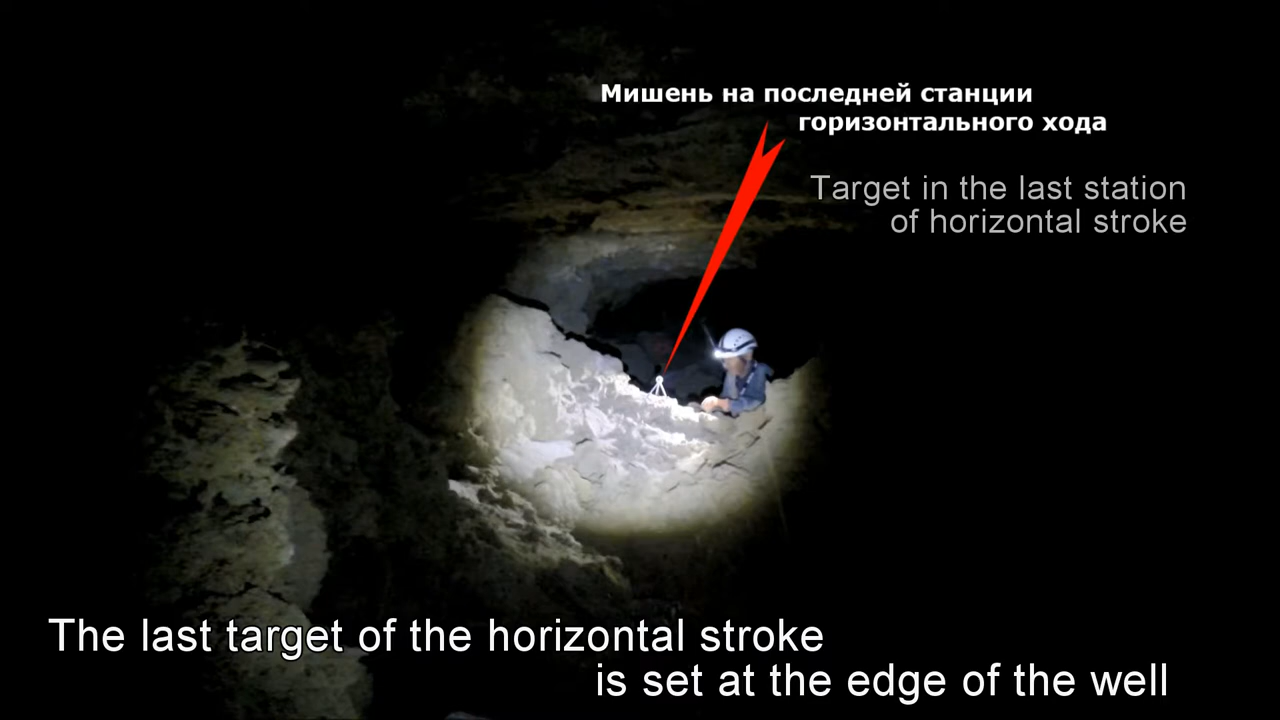 Мишень на последней станции
горизонтального хода
Target in the last station
of horizontal stroke
The last target of the horizontal stroke
is set at the edge of the well